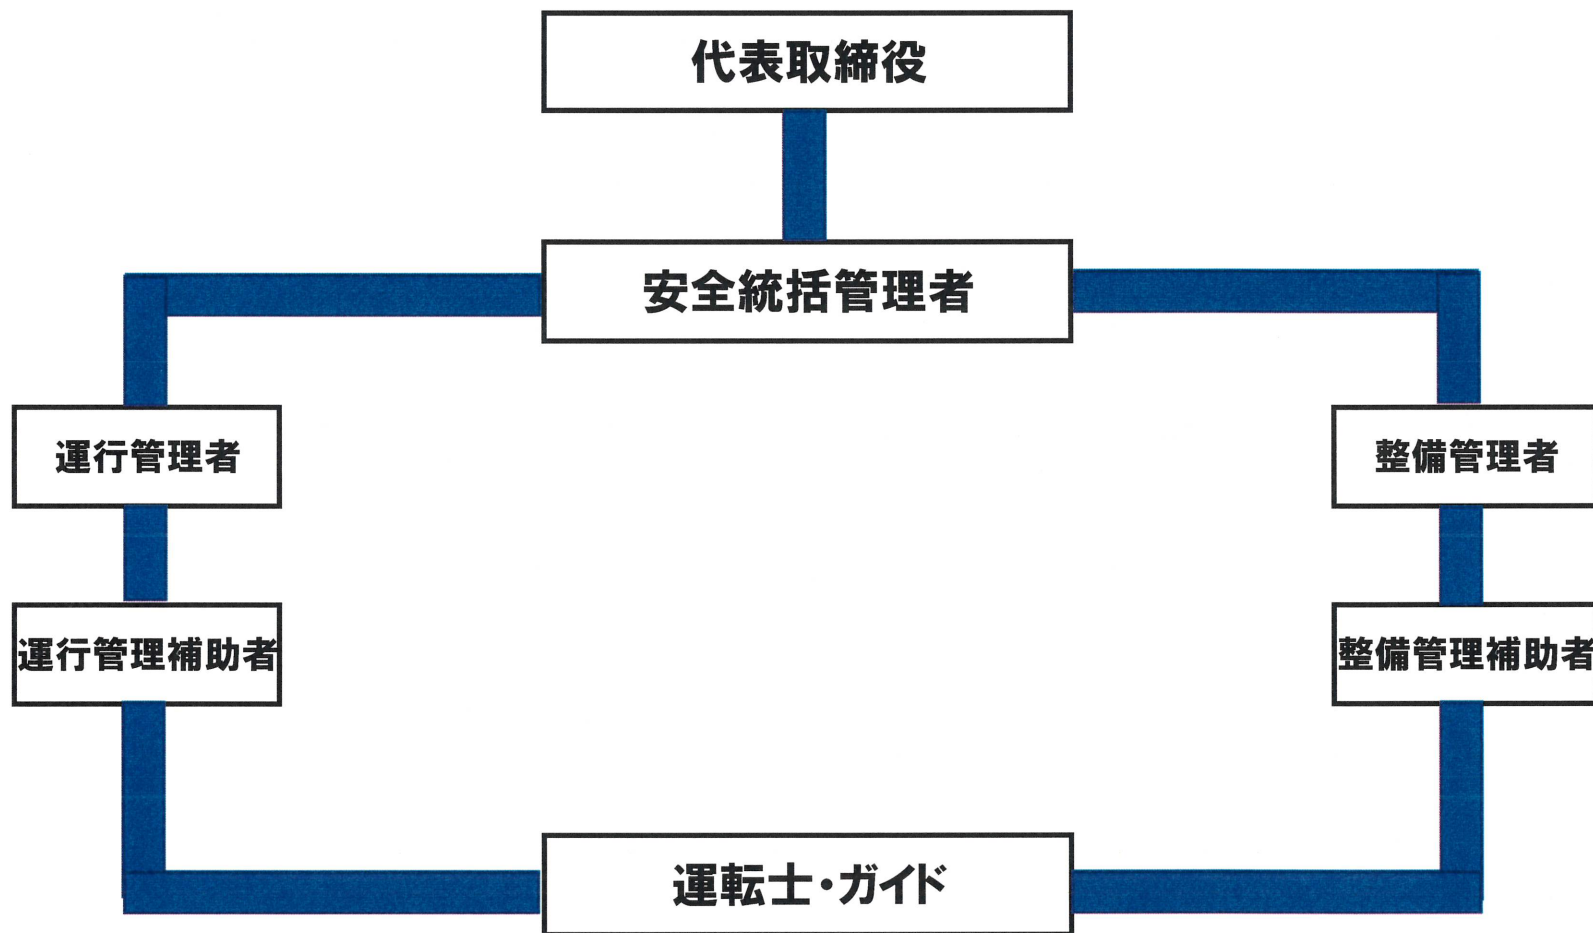 代表取締役
安全統括管理者
運行管理者
整備管理者
運行管理補助者
整備管理補助者
運転士・ガイド